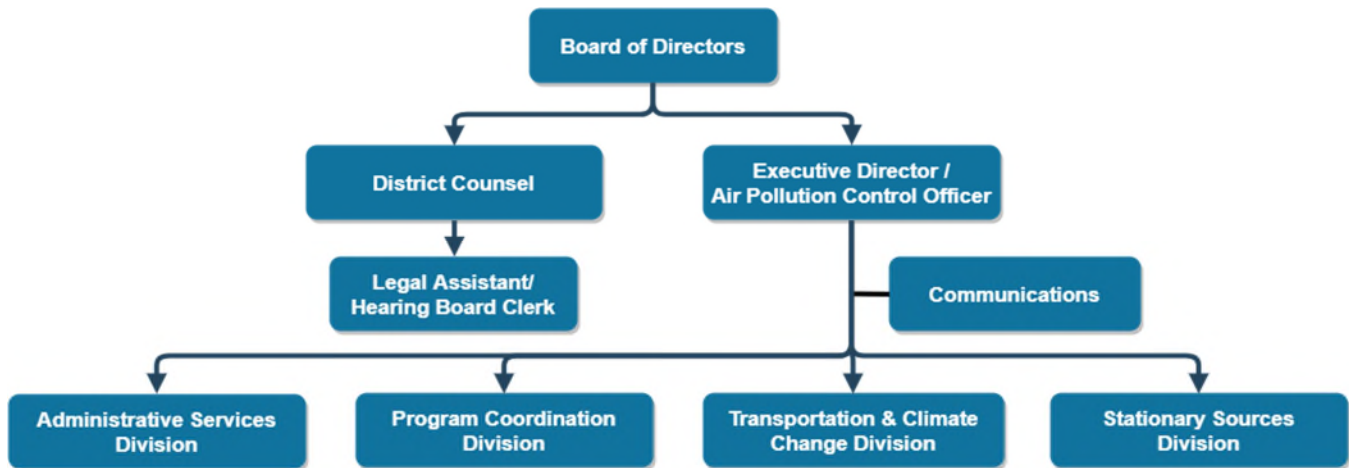 Board of Directors
District Counsel
Executive Director /
Air Pollution Control Officer
Legal Assistant/
Hearing Board Clerk
Communications
Administrative Services
Division
Program Coordination
Division
Transportation & Climate
Change Division
Stationary Sources
Division